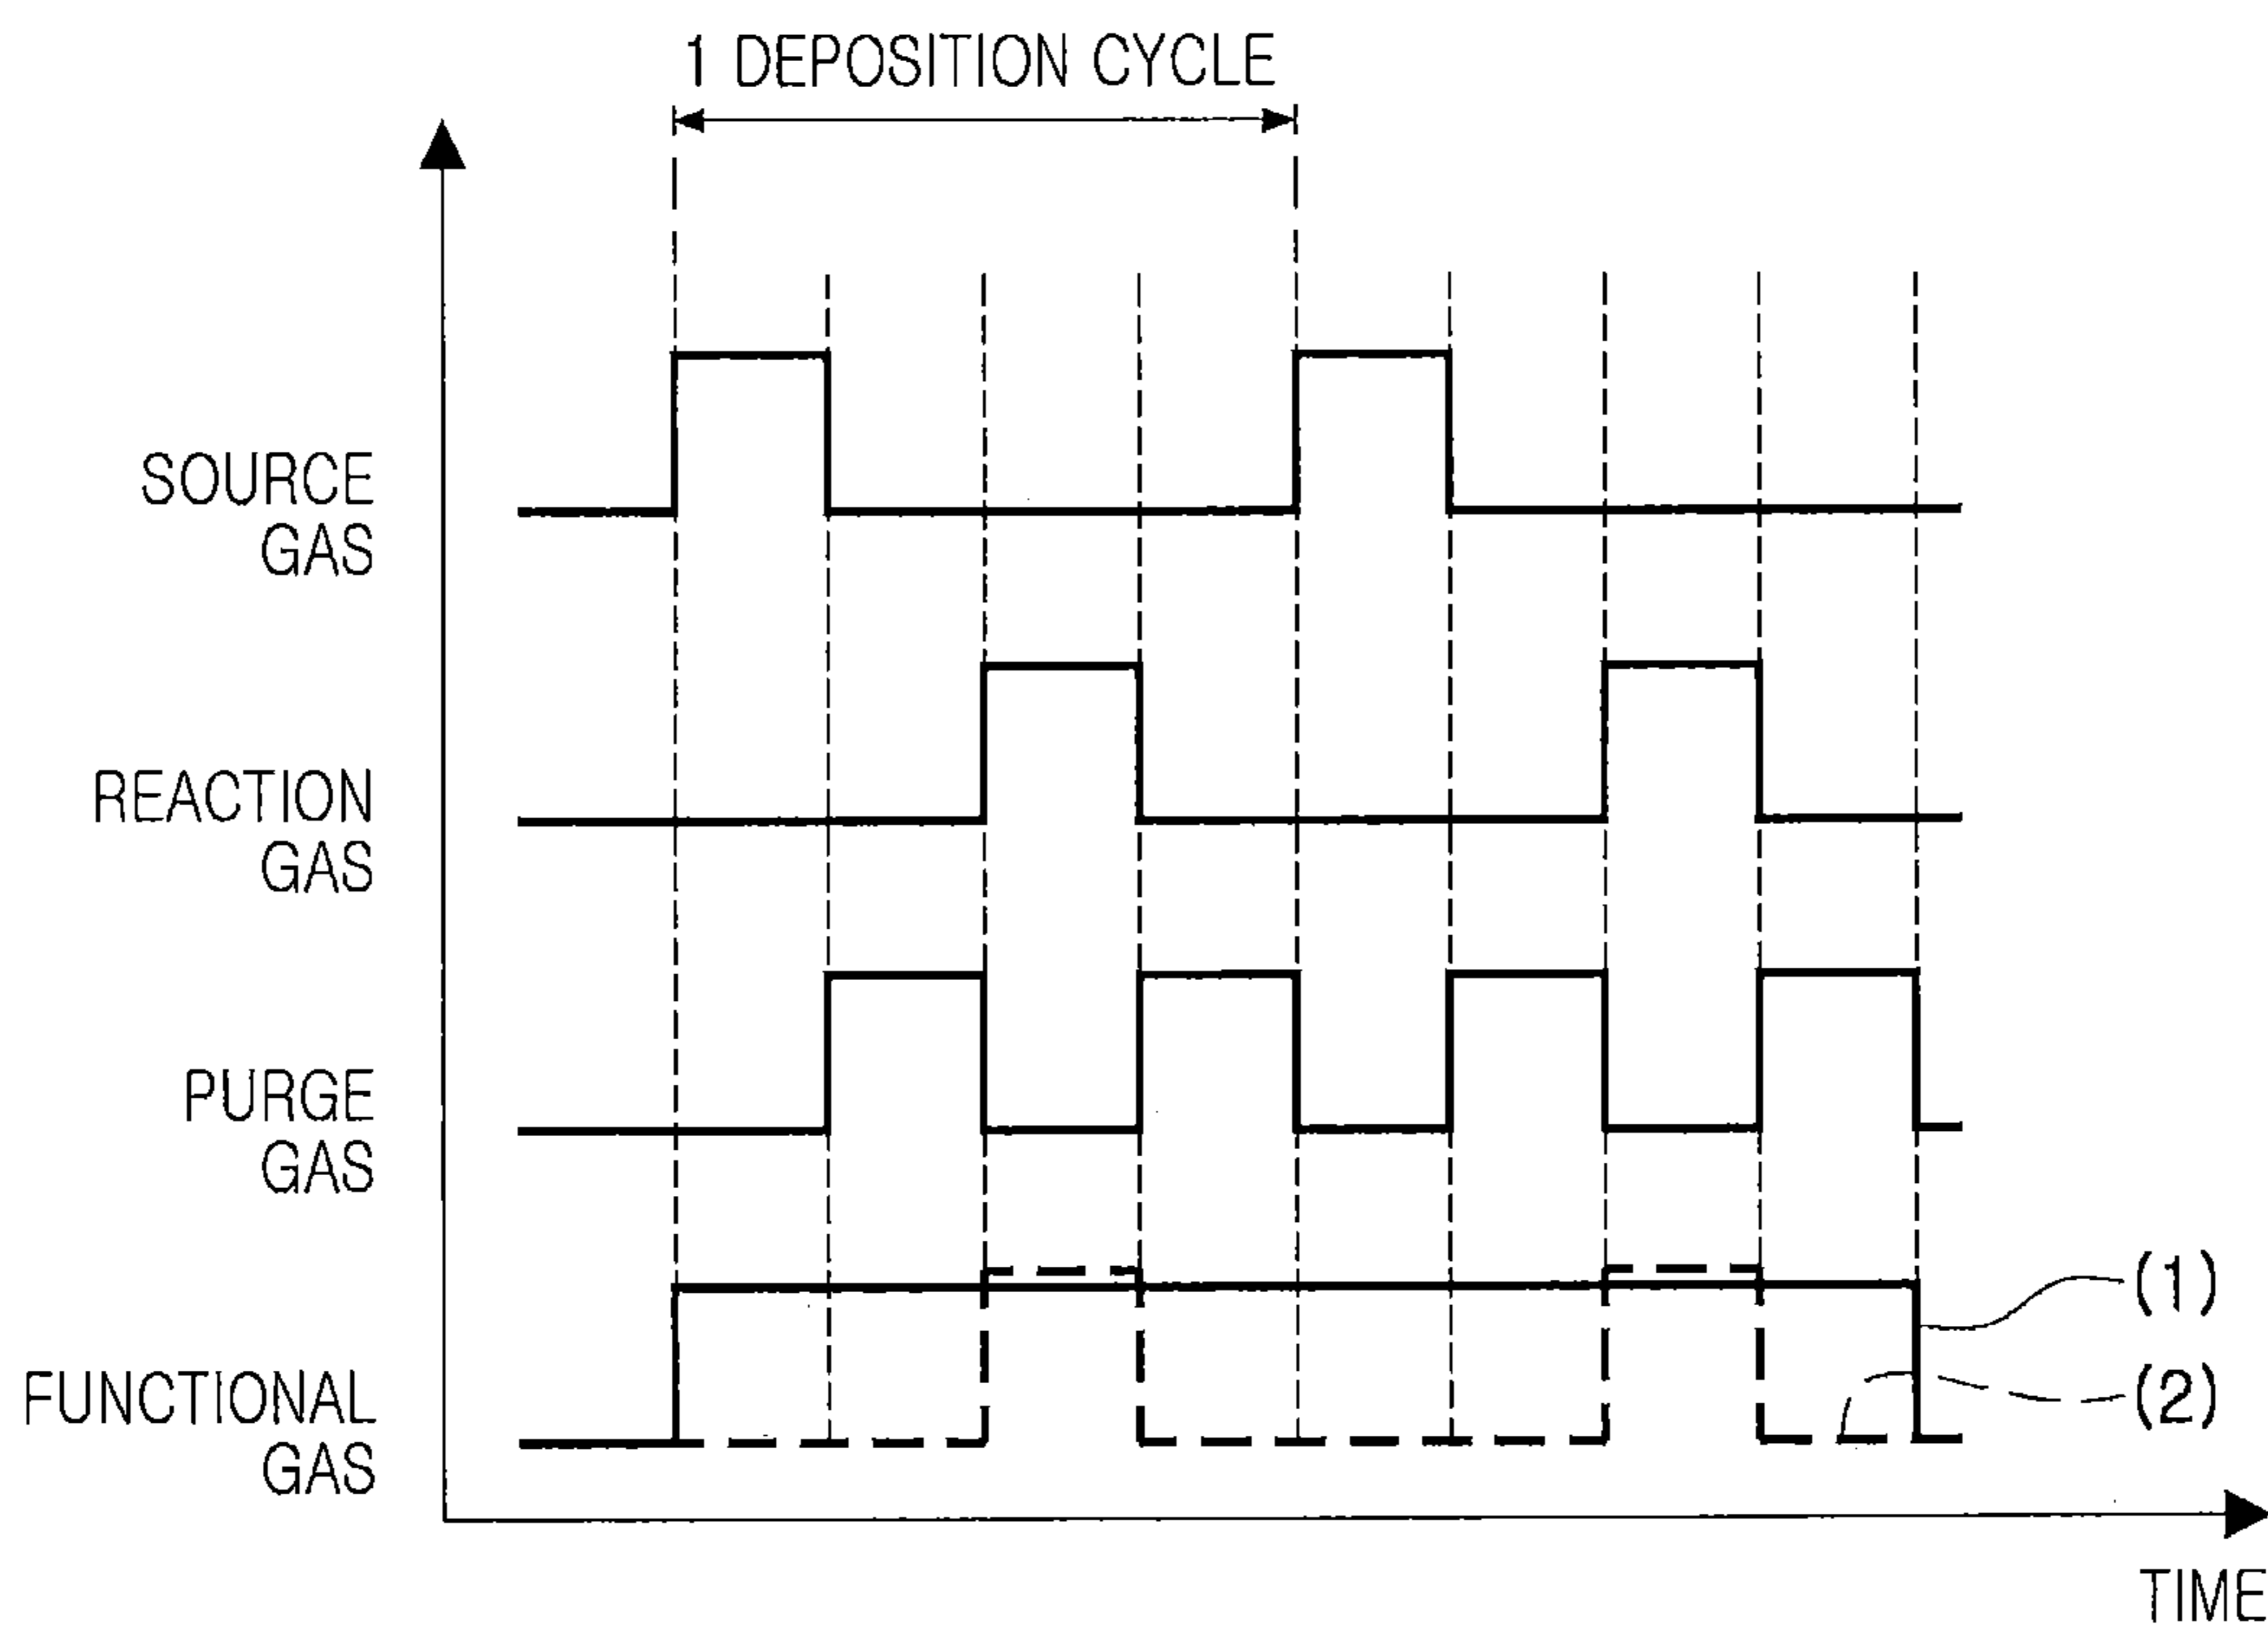 1 DEPOSITION CYCLE
SOURCE
GAS
REACTION
GAS
PURGE
GAS
(1)
FUNCTIONAL
GAS
(2)
TIME